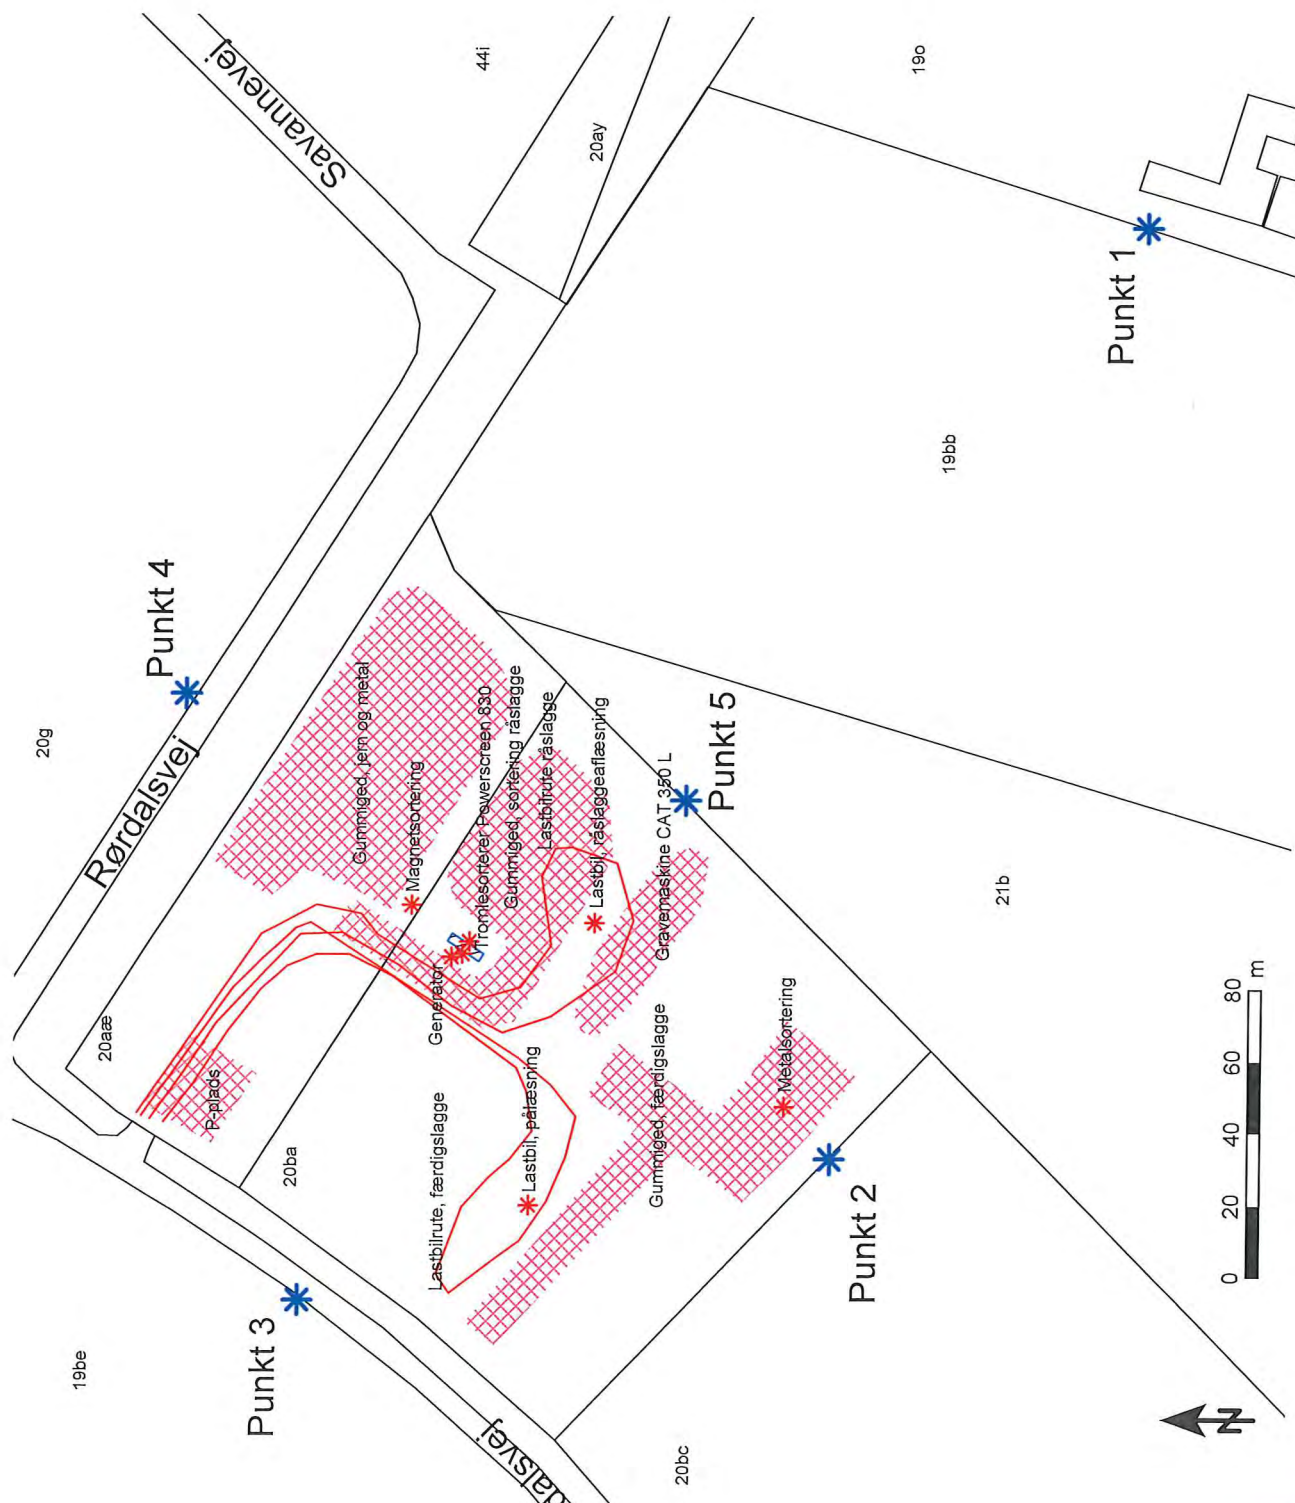 Savannevej
44i
19o
20ay
Punkt 1
19bb
Punkt 4
20g
Rørdalsvej
Gummiged, jern og metal
Magnetsortering
Tromlesorterer Powerscreen 830
Gummiged, sortering råslagge
Lastbilrute råslagge
Lastbil, råslaggeaflæsning
Gravemaskine CAT 350 L
Punkt 5
21b
Generator
20aæ
P-plads
20ba
Lastbilrute, færdigslagge
Lastbil, pålæsning
Gummiged, færdigslagge
Metalsortering
Punkt 2
Punkt 3
19be
dalsvej
20bc
0 20 40 60 80 m
N